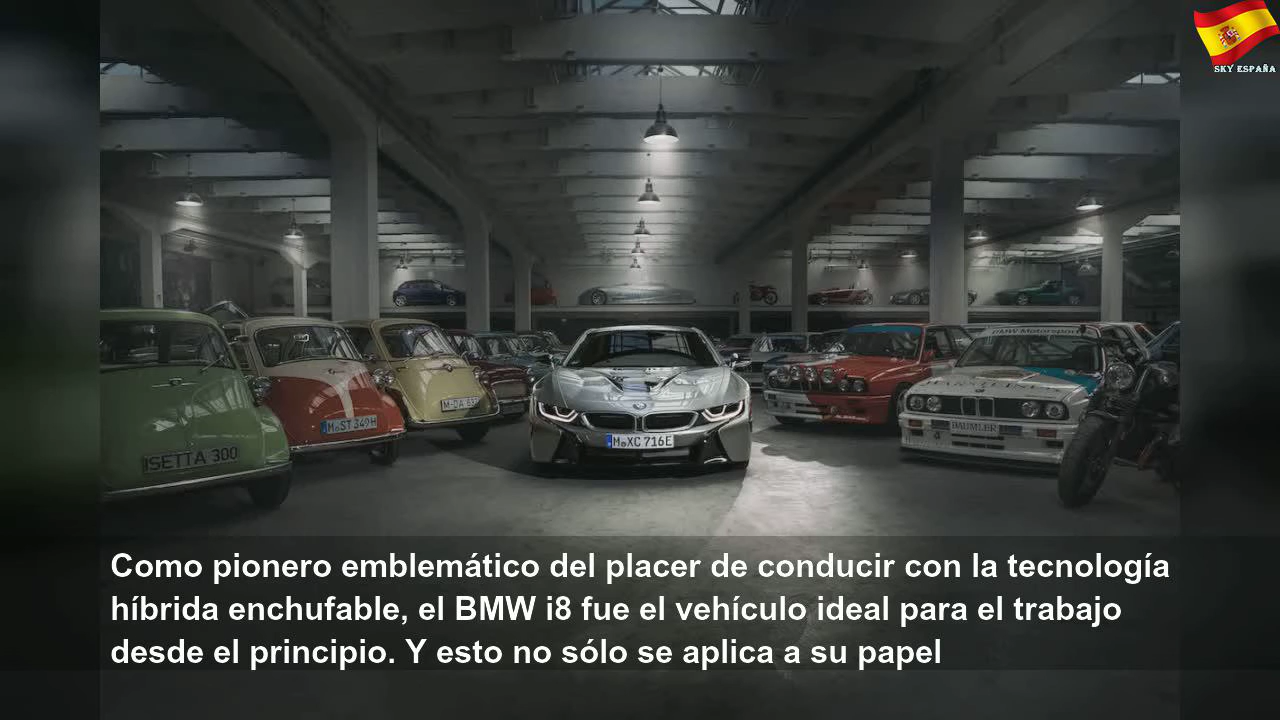 SKY ESPAÑA
BMW Motorsport
M XC 716E
M-ST 349H
ISETTA 300
Como pionero emblemático del placer de conducir con la tecnología
híbrida enchufable, el BMW i8 fue el vehículo ideal para el trabajo
desde el principio. Y esto no sólo se aplica a su papel